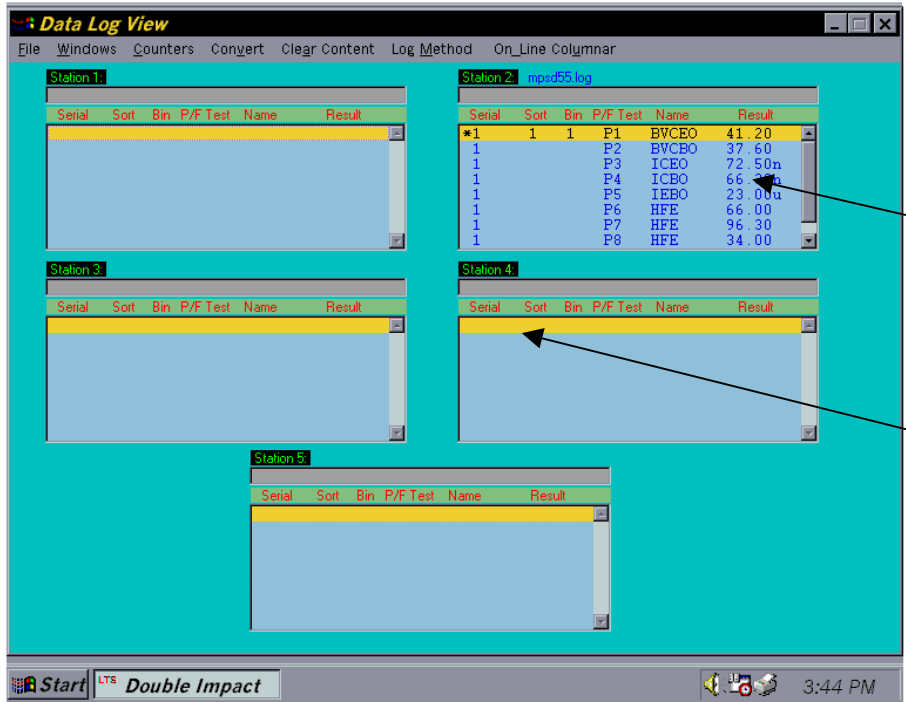 Data Log View
File Windows Counters Convert Clear Content Log Method On_Line Columnar
Station 1:
Serial Sort Bin P/F Test Name Result
Station 2: mpsd55.log
Serial Sort Bin P/F Test Name Result
*1 1 1 P1 BVCEO 41.20
1 P2 BVCBO 37.60
1 P3 ICEO 72.50n
1 P4 ICBO
1 P5 IEBO 23.00u
1 P6 HFE 66.00
1 P7 HFE 96.30
1 P8 HFE 34.00
Station 3:
Serial Sort Bin P/F Test Name Result
Station 4:
Serial Sort Bin P/F Test Name Result
Station 5:
Serial Sort Bin P/F Test Name Result
Start LTS Double Impact 3:44 PM